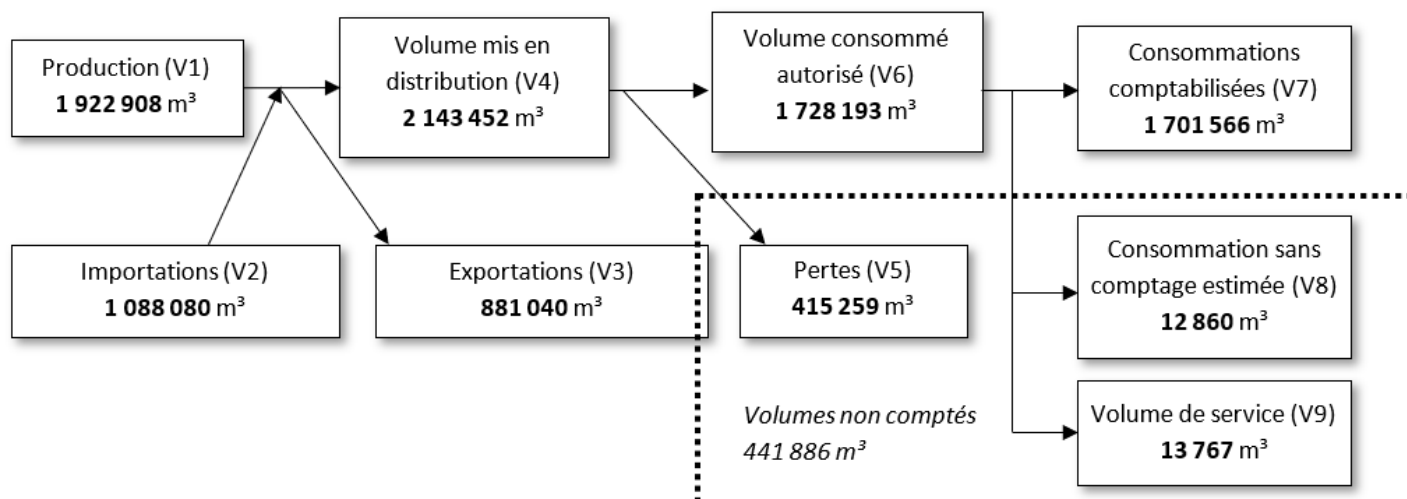 Production (V1)
1 922 908 m³
Volume mis en
distribution (V4)
2 143 452 m³
Volume consommé
autorisé (V6)
1 728 193 m³
Consommations
comptabilisées (V7)
1 701 566 m³
Importations (V2)
1 088 080 m³
Exportations (V3)
881 040 m³
Pertes (V5)
415 259 m³
Consommation sans
comptage estimée (V8)
12 860 m³
Volumes non comptés
441 886 m³
Volume de service (V9)
13 767 m³